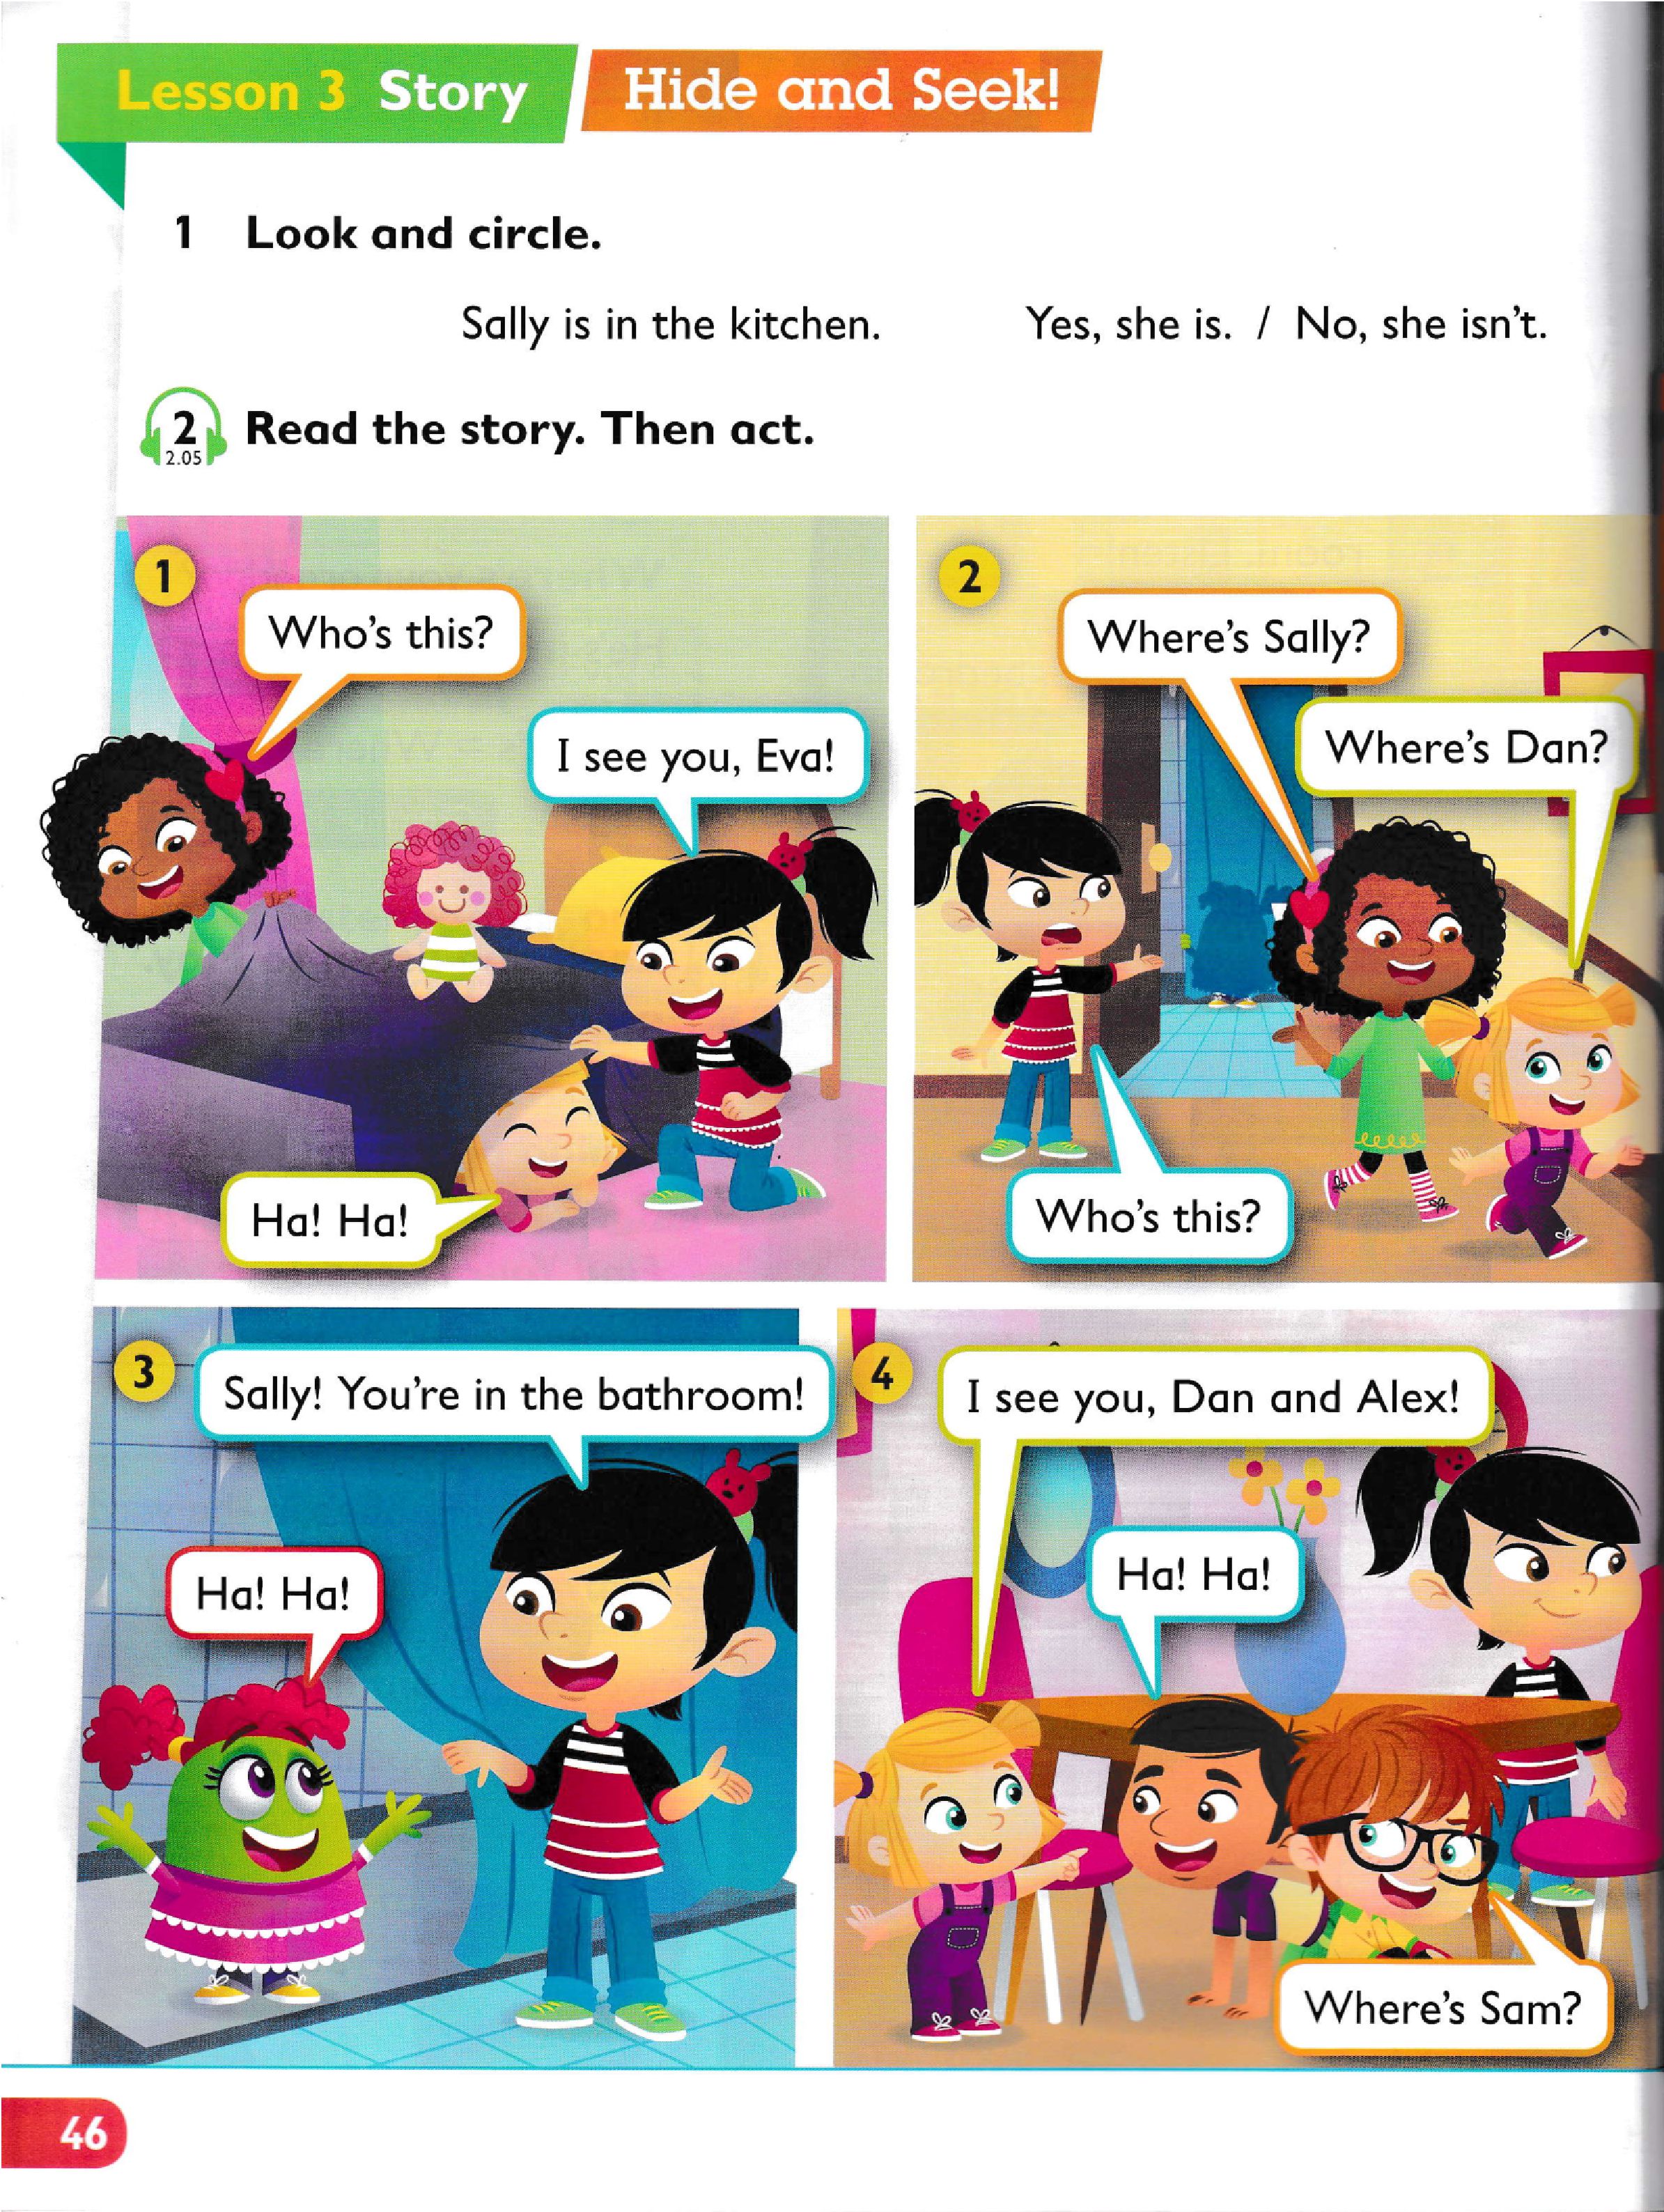 Lesson 3 Story Hide and Seek!
1 Look and circle.
Sally is in the kitchen. Yes, she is. / No, she isn't.
2 Read the story. Then act.
2.05
1
Who's this?
I see you, Eva!
Ha! Ha!
2
Where's Sally?
Where's Dan?
Who's this?
3
Sally! You're in the bathroom!
Ha! Ha!
4
I see you, Dan and Alex!
Ha! Ha!
Where's Sam?
46